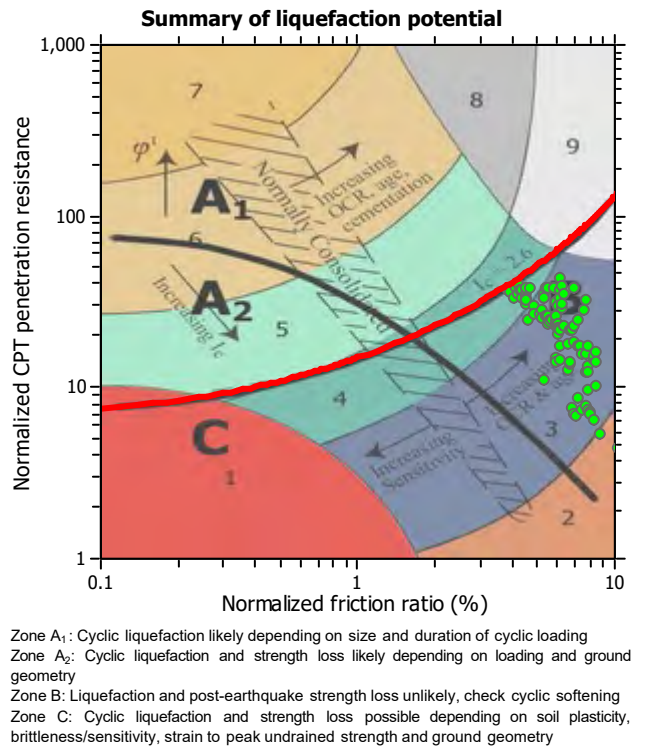 Summary of liquefaction potential
1,000
7
8
9
φ'
Increasing
OCR, age,
cementation
A1
Normally Consolidated
100
6
Ic = 2.6
A2
Increasing Ic
B
5
10
4
Increasing
OCR & age
3
C
Increasing
Sensitivity
1
2
1
0.1
1
10
Normalized CPT penetration resistance
Normalized friction ratio (%)
Zone A1: Cyclic liquefaction likely depending on size and duration of cyclic loading
Zone A2: Cyclic liquefaction and strength loss likely depending on loading and ground
geometry
Zone B: Liquefaction and post-earthquake strength loss unlikely, check cyclic softening
Zone C: Cyclic liquefaction and strength loss possible depending on soil plasticity,
brittleness/sensitivity, strain to peak undrained strength and ground geometry